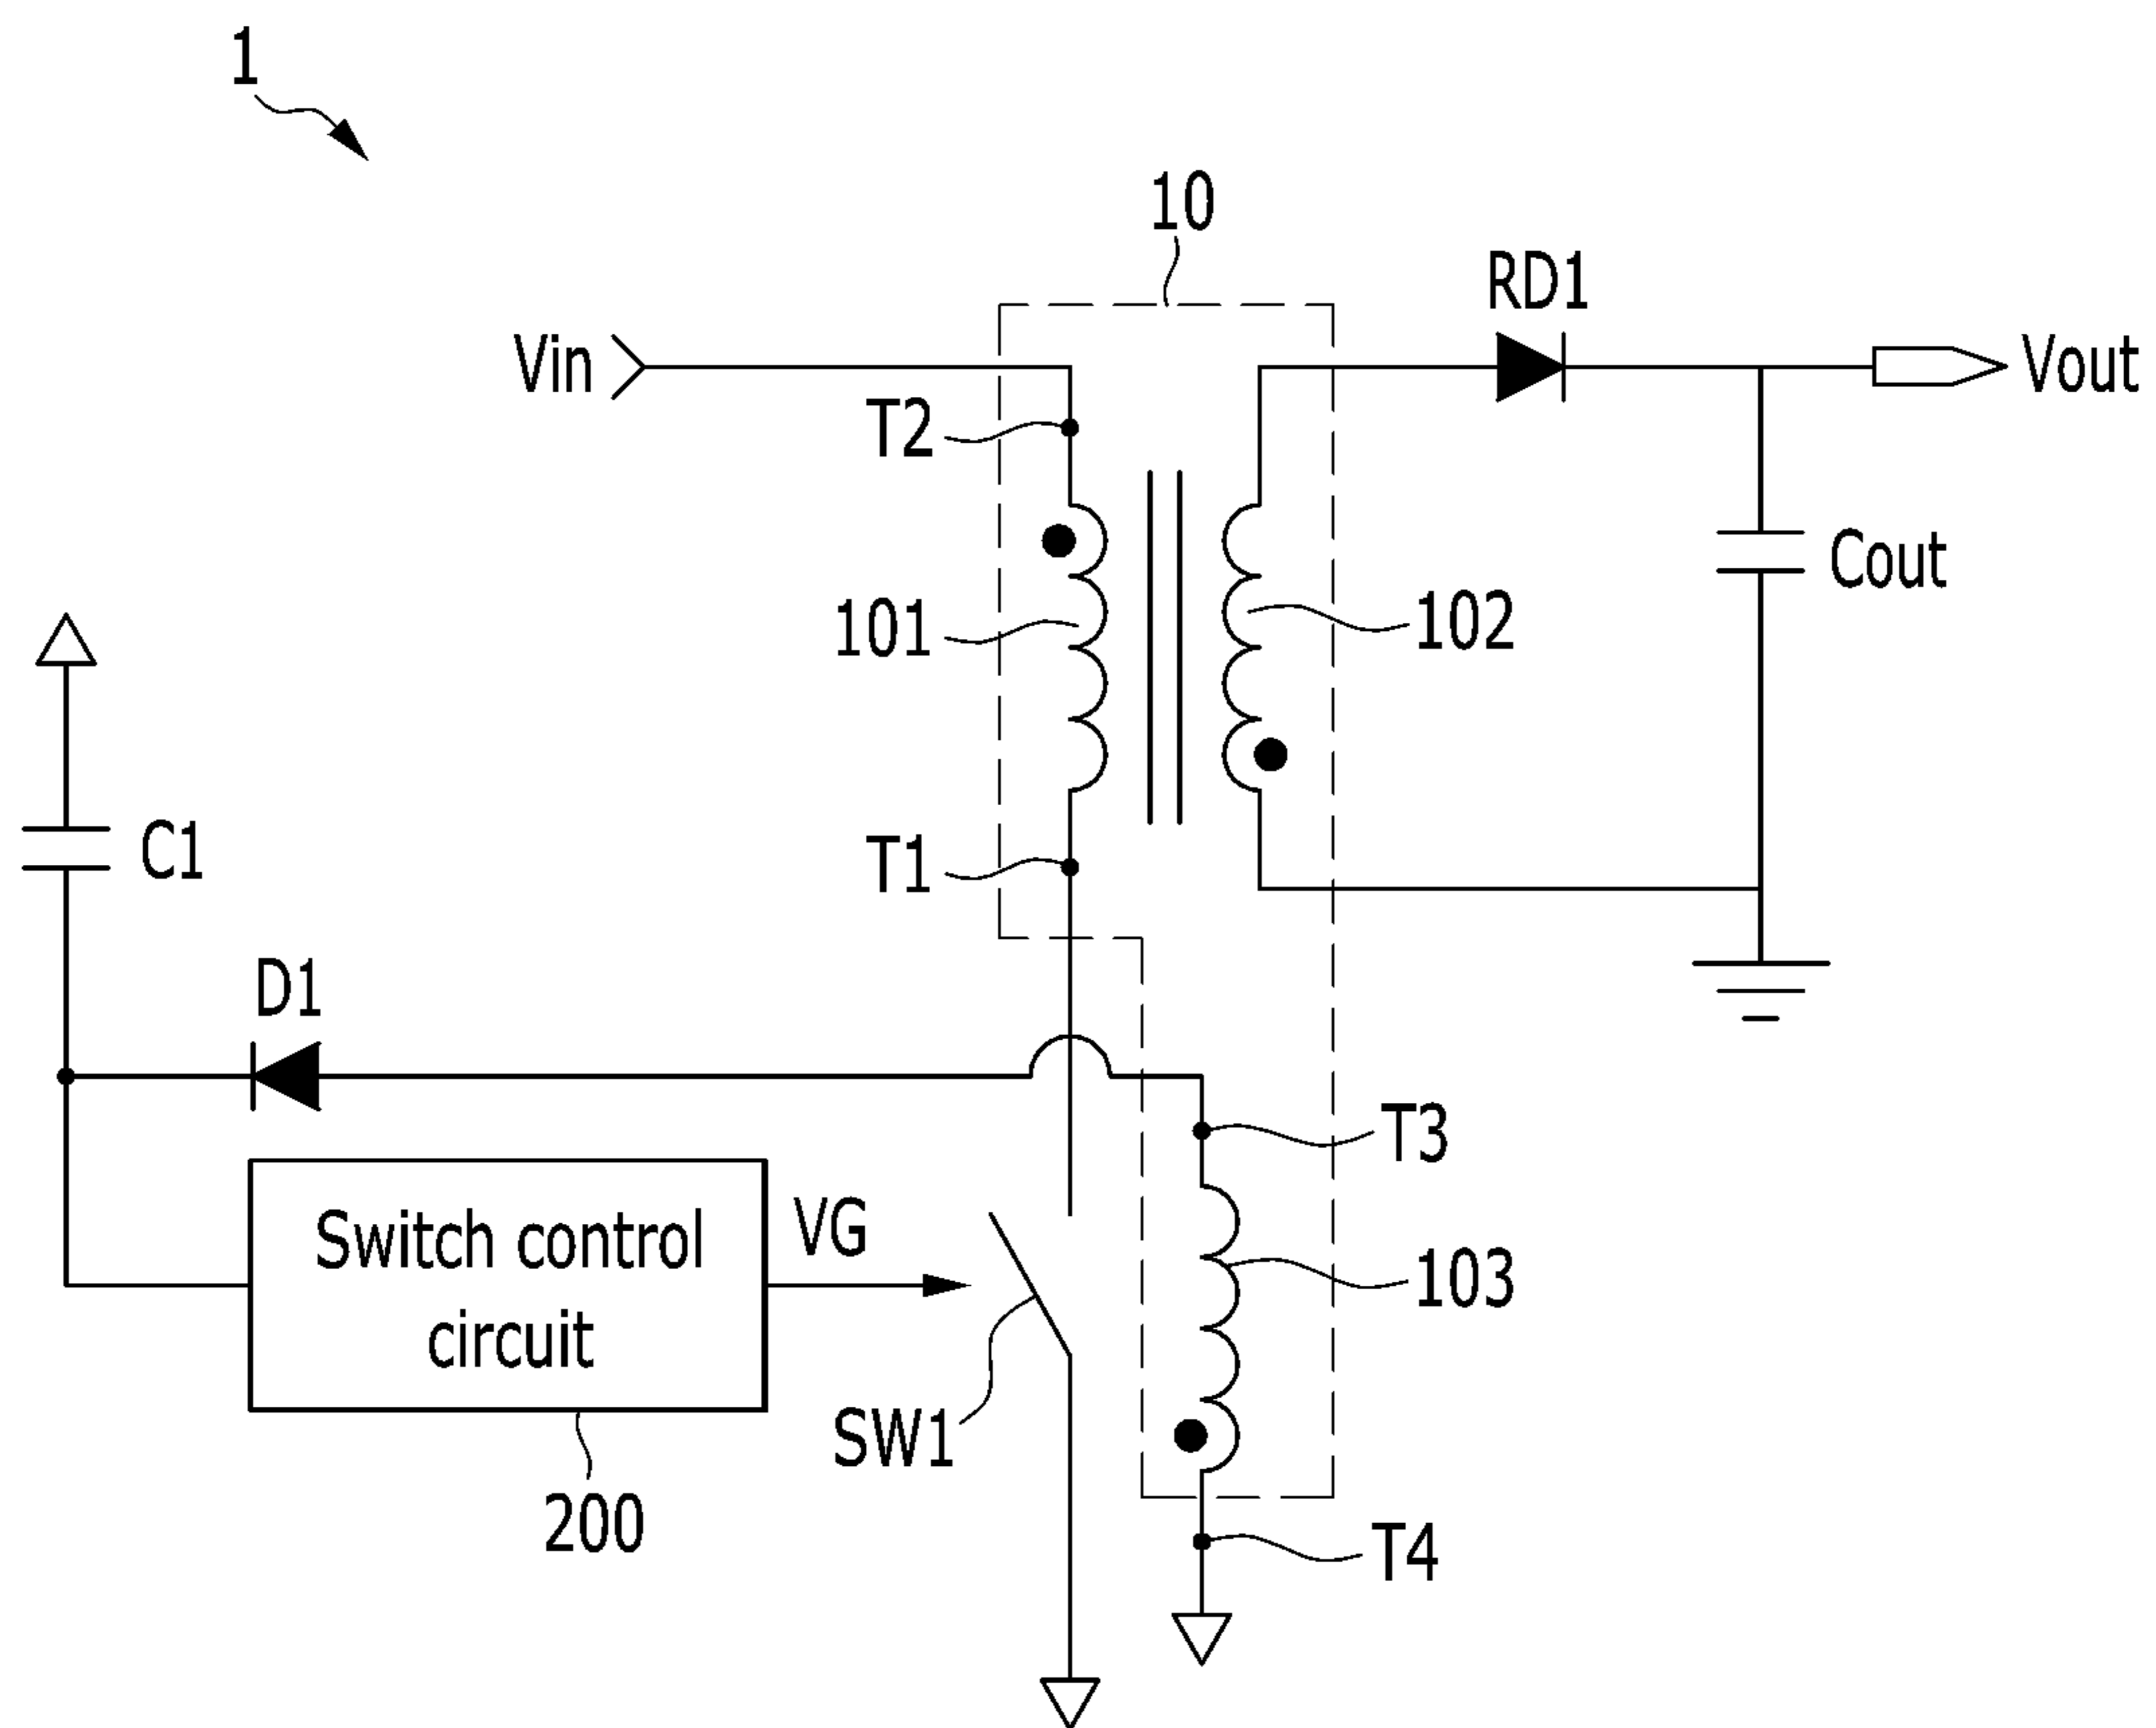 1
10
RD1
Vin
Vout
T2
Cout
101
102
C1
T1
D1
T3
Switch control
circuit
VG
103
SW1
200
T4